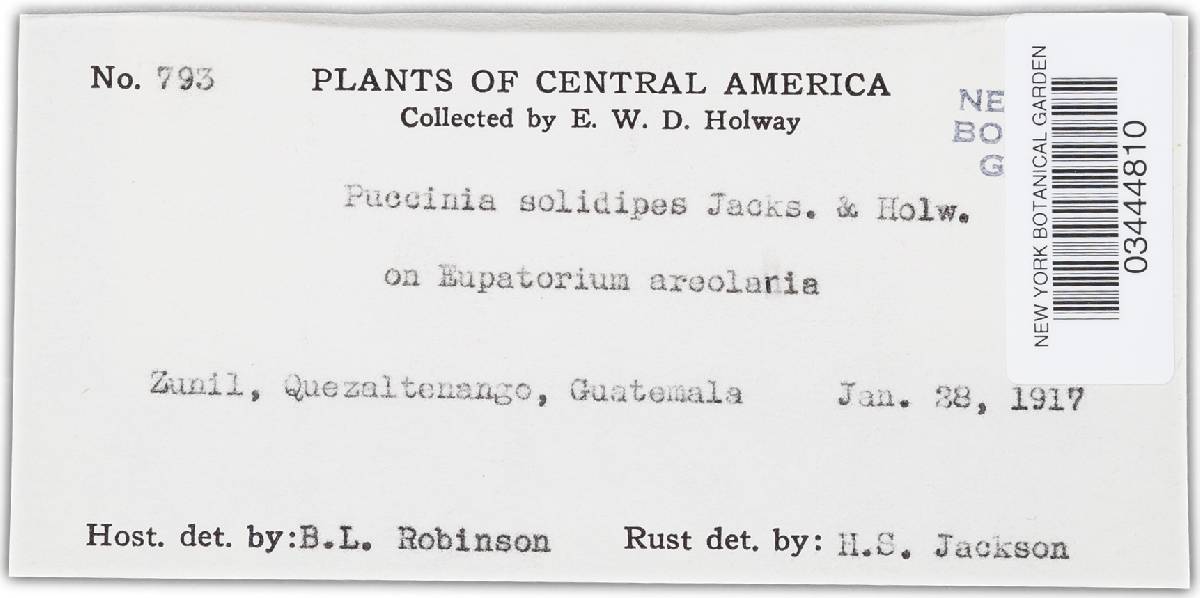 No. 793
PLANTS OF CENTRAL AMERICA
Collected by E. W. D. Holway
NE
BO
G
NEW YORK BOTANICAL GARDEN
03444810
Puccinia solidipes Jacks. & Holw.
on Eupatorium areolaria
Zunil, Quezaltenango, Guatemala Jan. 28, 1917
Host. det. by: B.L. Robinson Rust det. by: H.S. Jackson